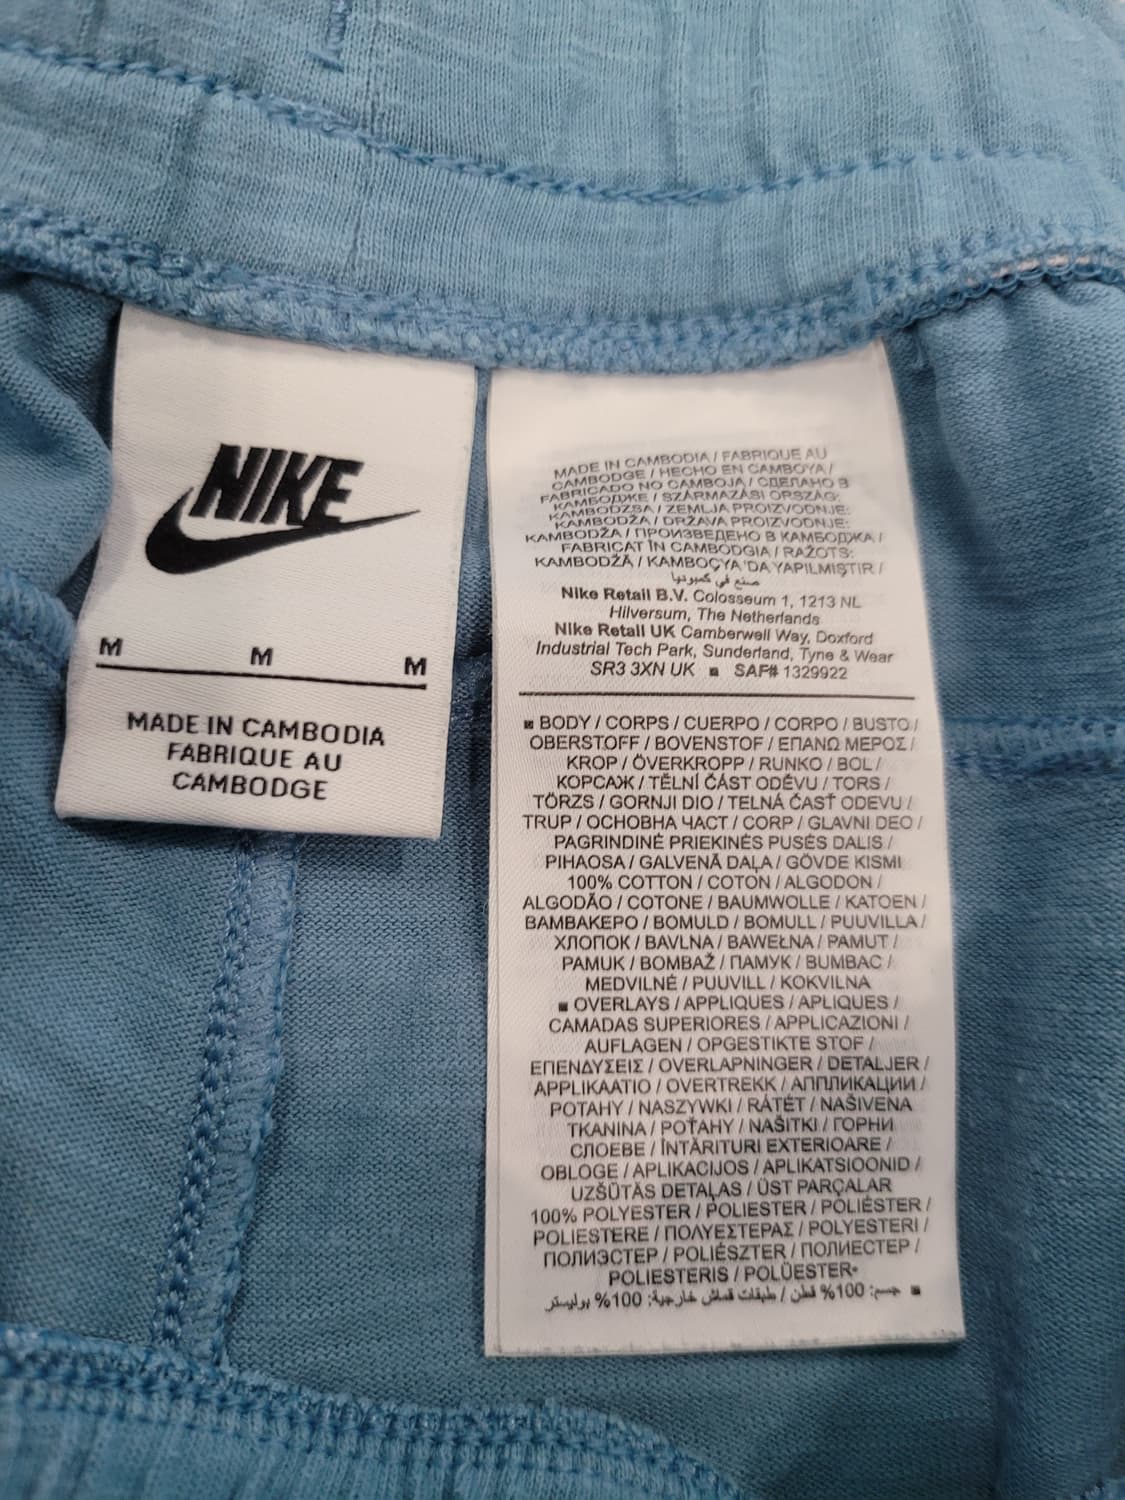 NIKE
M M M
MADE IN CAMBODIA
FABRIQUE AU
CAMBODGE
MADE IN CAMBODIA / FABRIQUE AU
CAMBODGE / HECHO EN CAMBOYA /
FABRICADO NO CAMBOJA / СДЕЛАНО В
КАМБОДЖЕ / SZÁRMAZÁSI ORSZÁG:
KAMBODZSA / ZEMLJA PROIZVODNJE:
KAMBODŽA / DRŽAVA PROIZVODNJE:
KAMBODŽA / ПРОИЗВЕДЕНО В КАМБОДЖА /
FABRICAT ÎN CAMBODGIA / RAŽOTS:
KAMBODŽĀ / KAMBOÇYA'DA YAPILMIŞTIR /
صنع في كمبوديا
Nike Retail B.V. Colosseum 1, 1213 NL
Hilversum, The Netherlands
Nike Retail UK Camberwell Way, Doxford
Industrial Tech Park, Sunderland, Tyne & Wear
SR3 3XN UK ■ SAF# 1329922
■ BODY / CORPS / CUERPO / CORPO / BUSTO /
OBERSTOFF / BOVENSTOF / ΕΠΑΝΩ ΜΕΡΟΣ /
KROP / ÖVERKROPP / RUNKO / BOL /
КОРСАЖ / TĚLNÍ ČÁST ODĚVU / TORS /
TÖRZS / GORNJI DIO / TELNÁ ČASŤ ODEVU /
TRUP / ОСНОВНА ЧАСТ / CORP / GLAVNI DEO /
PAGRINDINĖ PRIEKINĖS PUSĖS DALIS /
PIHAOSA / GALVENĀ DAĻA / GÖVDE KISMI
100% COTTON / COTON / ALGODON /
ALGODÃO / COTONE / BAUMWOLLE / KATOEN /
ΒΑΜΒΑΚΕΡΟ / BOMULD / BOMULL / PUUVILLA /
ХЛОПОК / BAVLNA / BAWEŁNA / PAMUT /
PAMUK / BOMBAŽ / ПАМУК / BUMBAC /
MEDVILNĖ / PUUVILL / KOKVILNA
■ OVERLAYS / APPLIQUES / APLIQUES /
CAMADAS SUPERIORES / APPLICAZIONI /
AUFLAGEN / OPGESTIKTE STOF /
ΕΠΕΝΔΥΣΕΙΣ / OVERLAPNINGER / DETALJER /
APPLIKAATIO / OVERTREKK / АППЛИКАЦИИ /
POTAHY / NASZYWKI / RÁTÉT / NAŠIVENA
TKANINA / POŤAHY / NAŠITKI / ГОРНИ
СЛОЕВЕ / ÎNTĂRITURI EXTERIOARE /
OBLOGE / APLIKACIJOS / APLIKATSIOONID /
UZŠŪTĀS DETAĻAS / ÜST PARÇALAR
100% POLYESTER / POLIESTER / POLIÉSTER /
POLIESTERE / ΠΟΛΥΕΣΤΕΡΑΣ / POLYESTERI /
ПОЛИЭСТЕР / POLIÉSZTER / ПОЛИЕСТЕР /
POLIESTERIS / POLÜESTER*
■ جسم: 100% قطن / طبقات قماش خارجية: 100% بوليستر